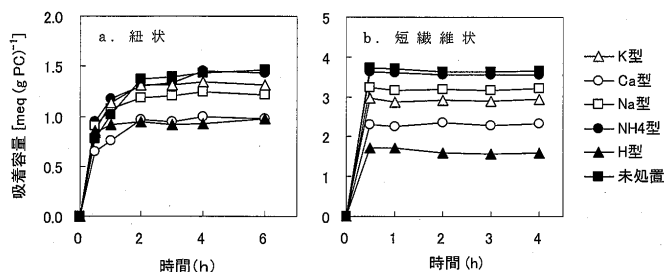 a. 紐状
b. 短繊維状
吸着容量 [meq (g PC)⁻¹]
1.5
1.0
0.5
0.0
0 2 4 6
時間(h)
5
4
3
2
1
0
0 1 2 3 4
時間 (h)
K型
Ca型
Na型
NH4型
H型
未処置